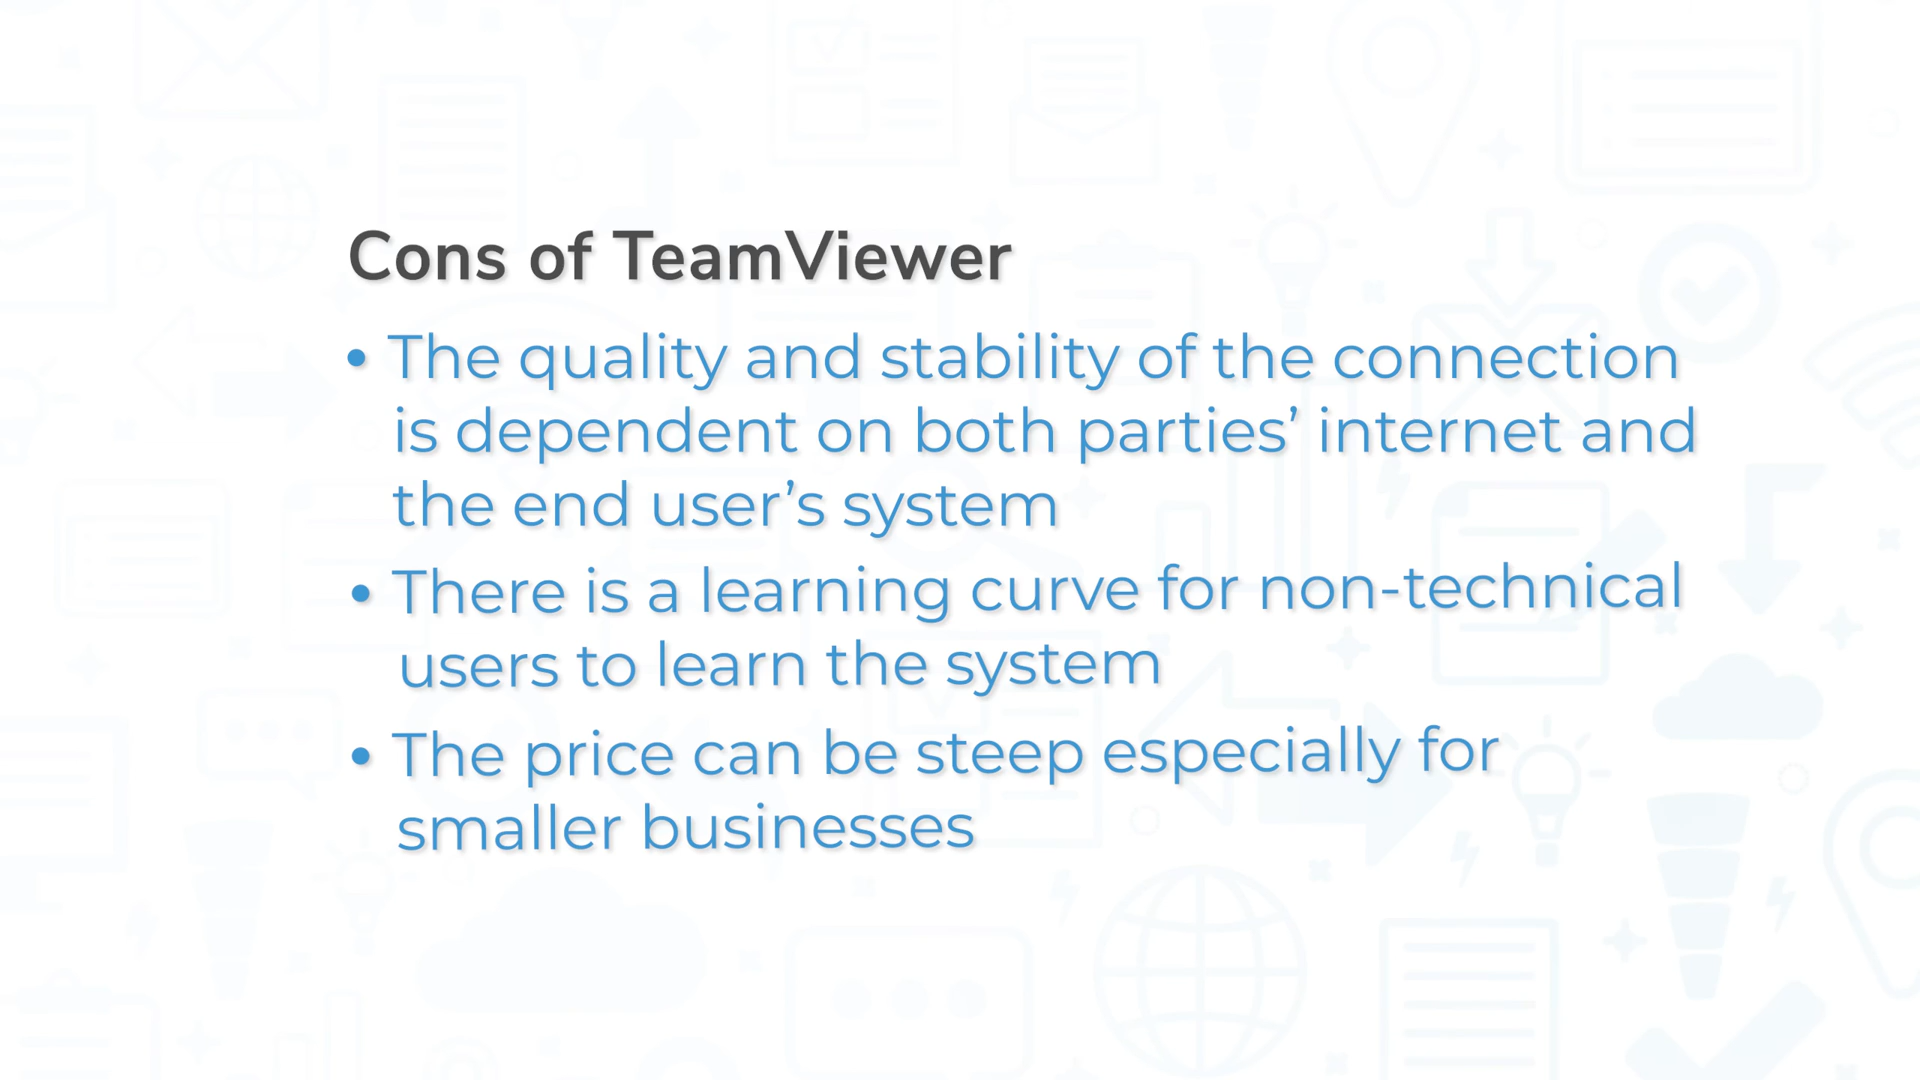 Cons of TeamViewer
• The quality and stability of the connection
is dependent on both parties’ internet and
the end user’s system
• There is a learning curve for non-technical
users to learn the system
• The price can be steep especially for
smaller businesses